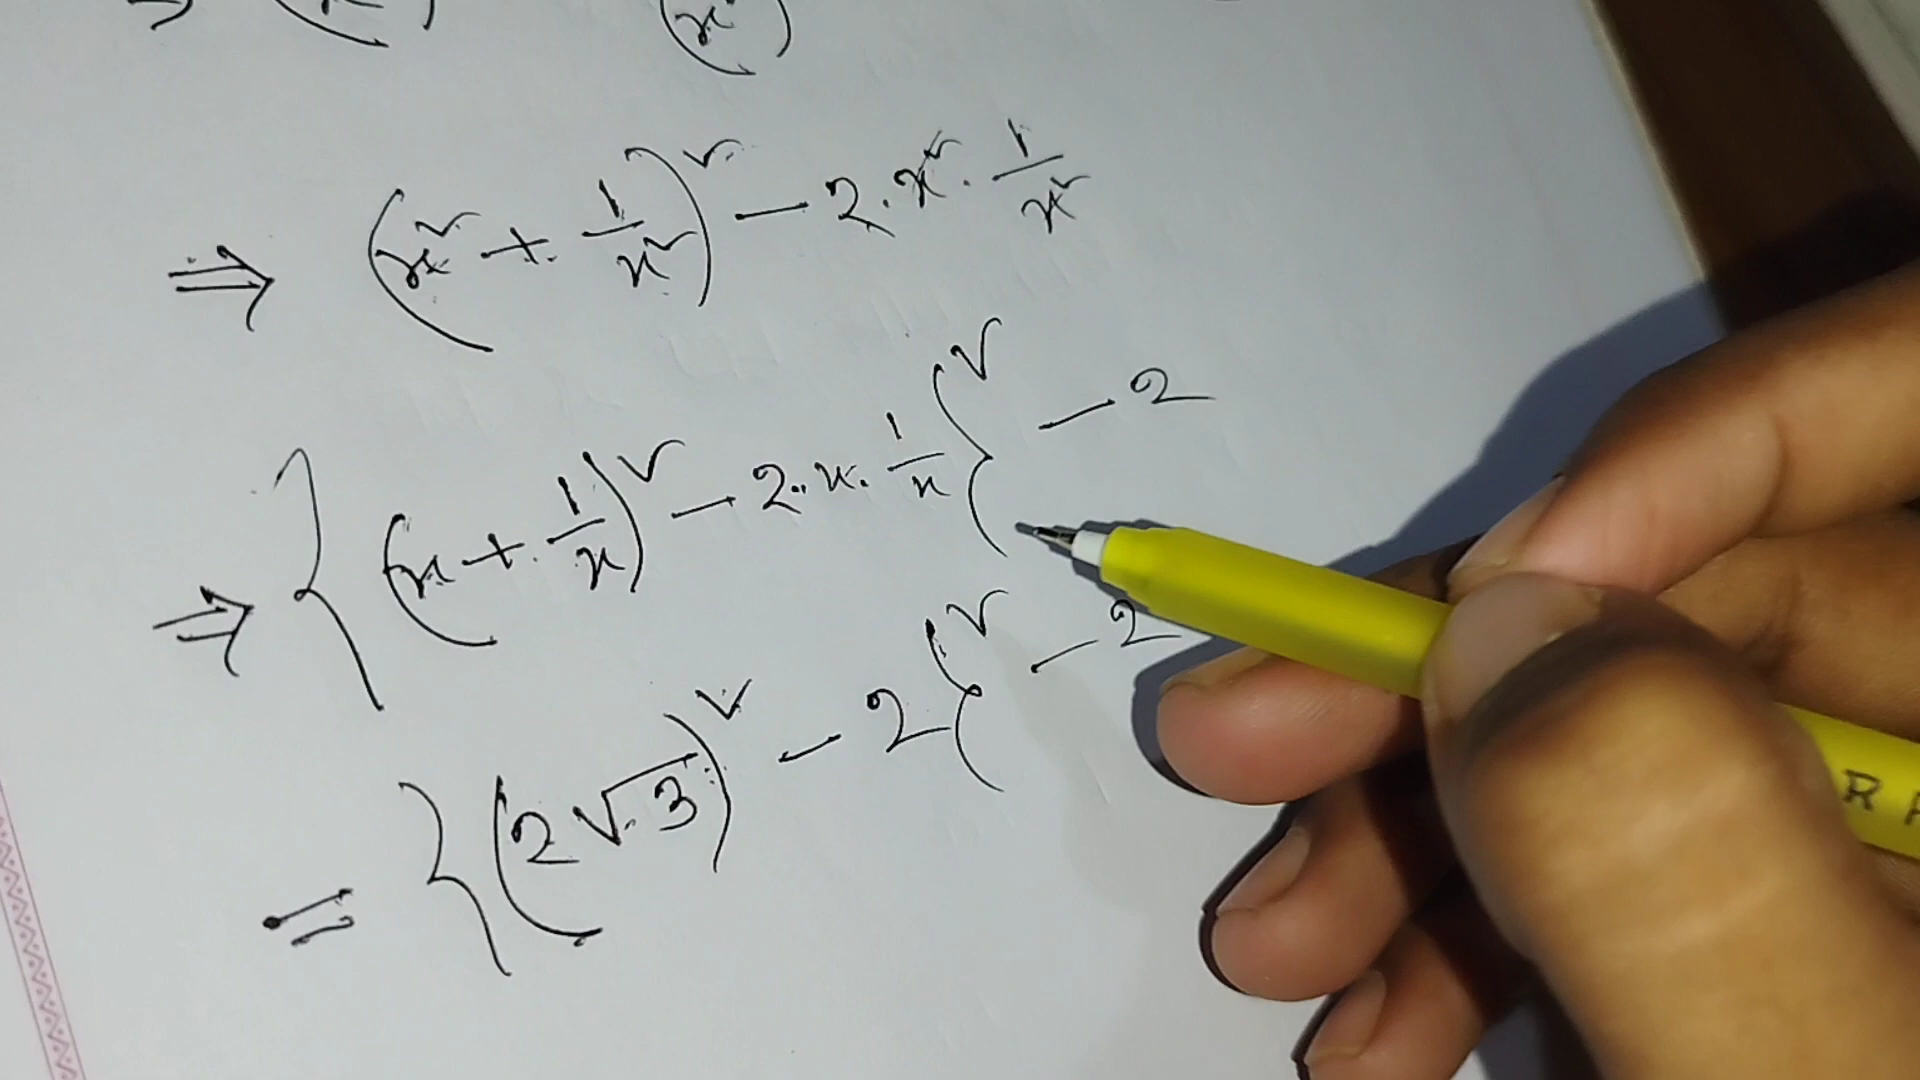 ⇒ (x² + 1/x²)² − 2·x²·1/x²
⇒ {(x + 1/x)² − 2·x·1/x}² − 2
= {(2√3)² − 2}² − 2